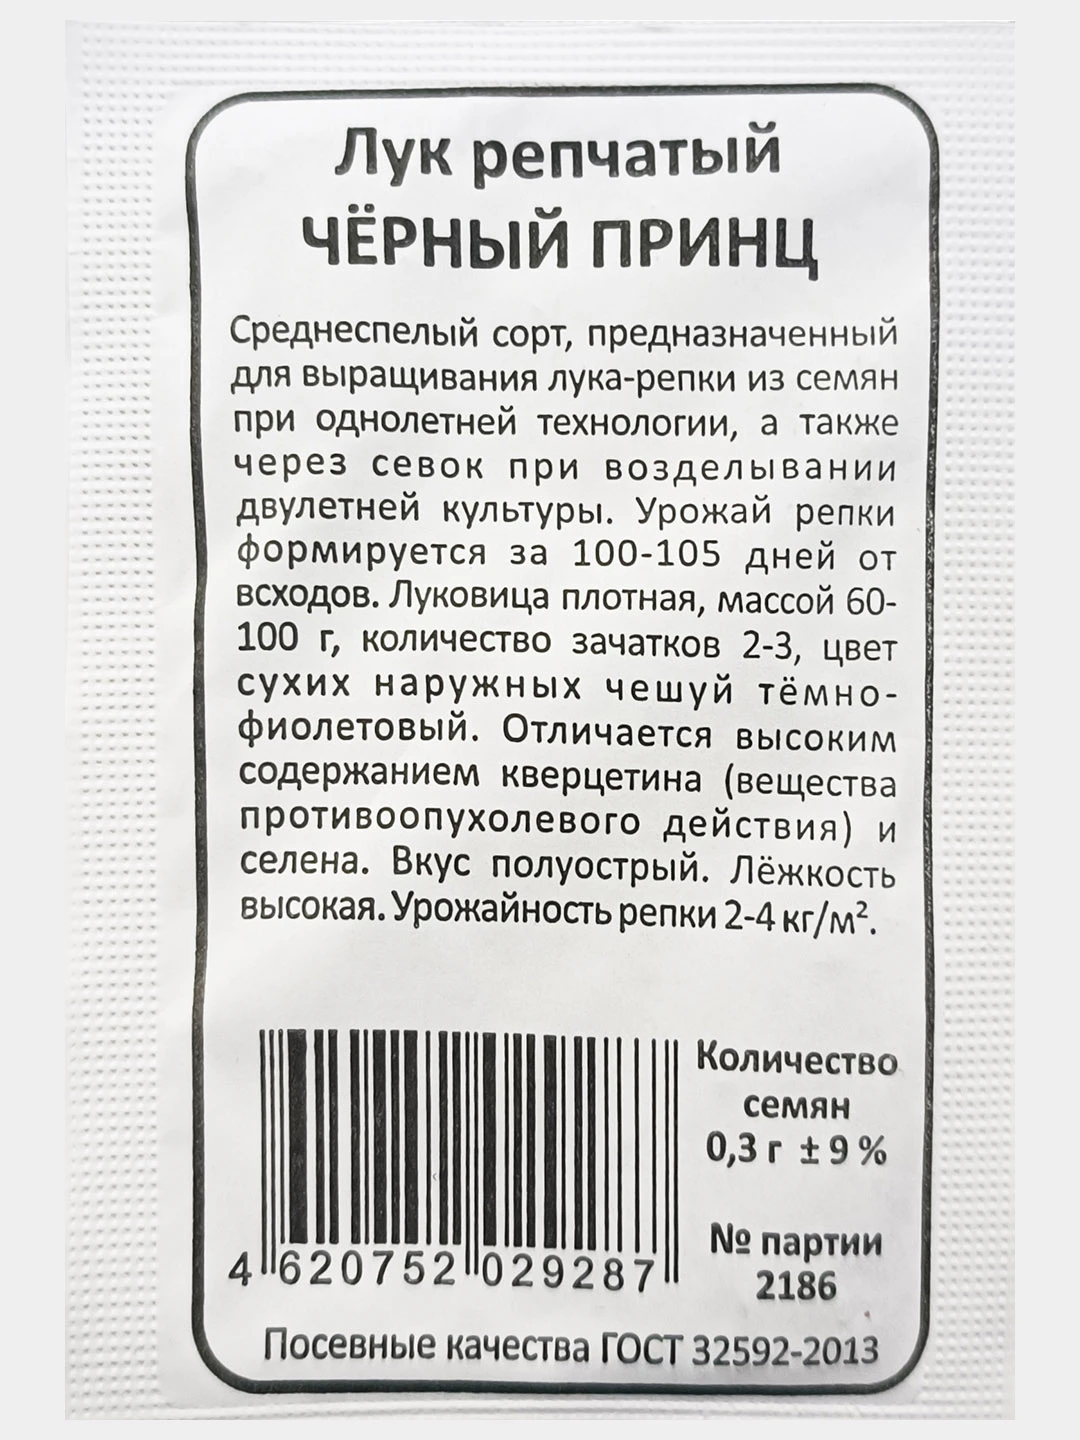 Лук репчатый
ЧЁРНЫЙ ПРИНЦ
Среднеспелый сорт, предназначенный
для выращивания лука-репки из семян
при однолетней технологии, а также
через севок при возделывании
двулетней культуры. Урожай репки
формируется за 100-105 дней от
всходов. Луковица плотная, массой 60-
100 г, количество зачатков 2-3, цвет
сухих наружных чешуй тёмно-
фиолетовый. Отличается высоким
содержанием кверцетина (вещества
противоопухолевого действия) и
селена. Вкус полуострый. Лёжкость
высокая. Урожайность репки 2-4 кг/м².
Количество
семян
0,3 г ± 9 %
№ партии
2186
4 620752 029287
Посевные качества ГОСТ 32592-2013